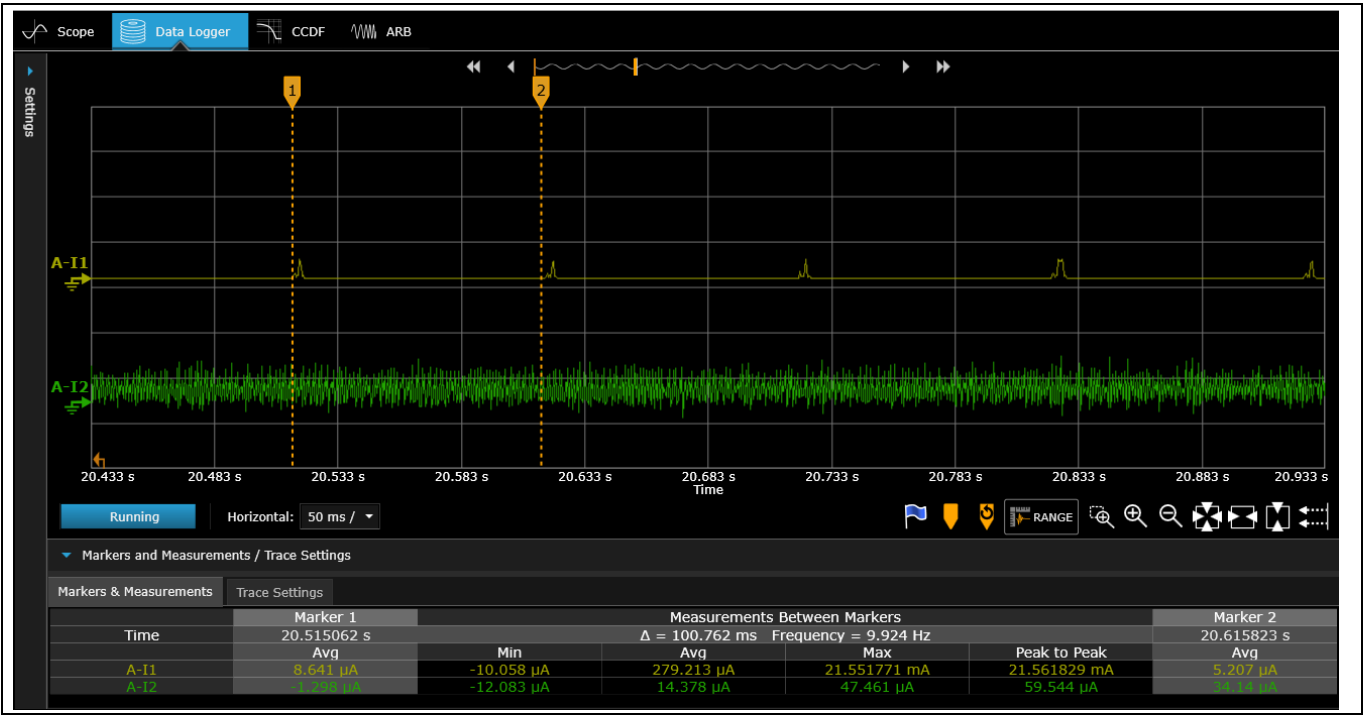 Scope Data Logger CCDF ARB
Settings
1 2
A-I1
A-I2
20.433 s 20.483 s 20.533 s 20.583 s 20.633 s 20.683 s 20.733 s 20.783 s 20.833 s 20.883 s 20.933 s
Time
Running Horizontal: 50 ms / RANGE
Markers and Measurements / Trace Settings
Markers & Measurements Trace Settings
Marker 1 Measurements Between Markers Marker 2
Time 20.515062 s Δ = 100.762 ms Frequency = 9.924 Hz 20.615823 s
Avg Min Avg Max Peak to Peak Avg
A-I1 8.641 µA -10.058 µA 279.213 µA 21.551771 mA 21.561829 mA 5.207 µA
A-I2 -1.298 µA -12.083 µA 14.378 µA 47.461 µA 59.544 µA 34.14 µA